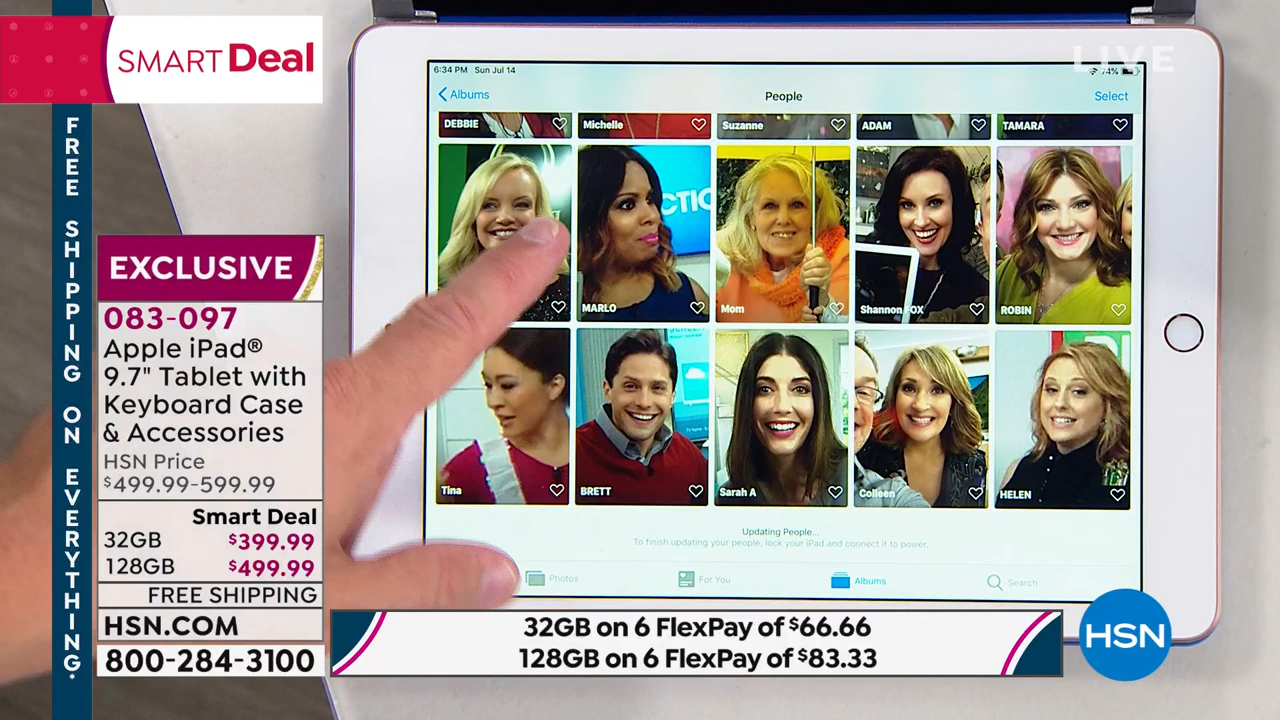 SMART Deal
FREE SHIPPING ON EVERYTHING*
EXCLUSIVE
083-097
Apple iPad®
9.7" Tablet with
Keyboard Case
& Accessories
HSN Price
$499.99-599.99
Smart Deal
32GB $399.99
128GB $499.99
FREE SHIPPING
HSN.COM
800-284-3100
LIVE
6:34 PM Sun Jul 14 74%
Albums People Select
DEBBIE Michelle Suzanne ADAM TAMARA
MARLO Mom Shannon FOX ROBIN
Tina BRETT Sarah A Colleen HELEN
Updating People...
To finish updating your people, lock your iPad and connect it to power.
Photos For You Albums Search
32GB on 6 FlexPay of $66.66
128GB on 6 FlexPay of $83.33
HSN